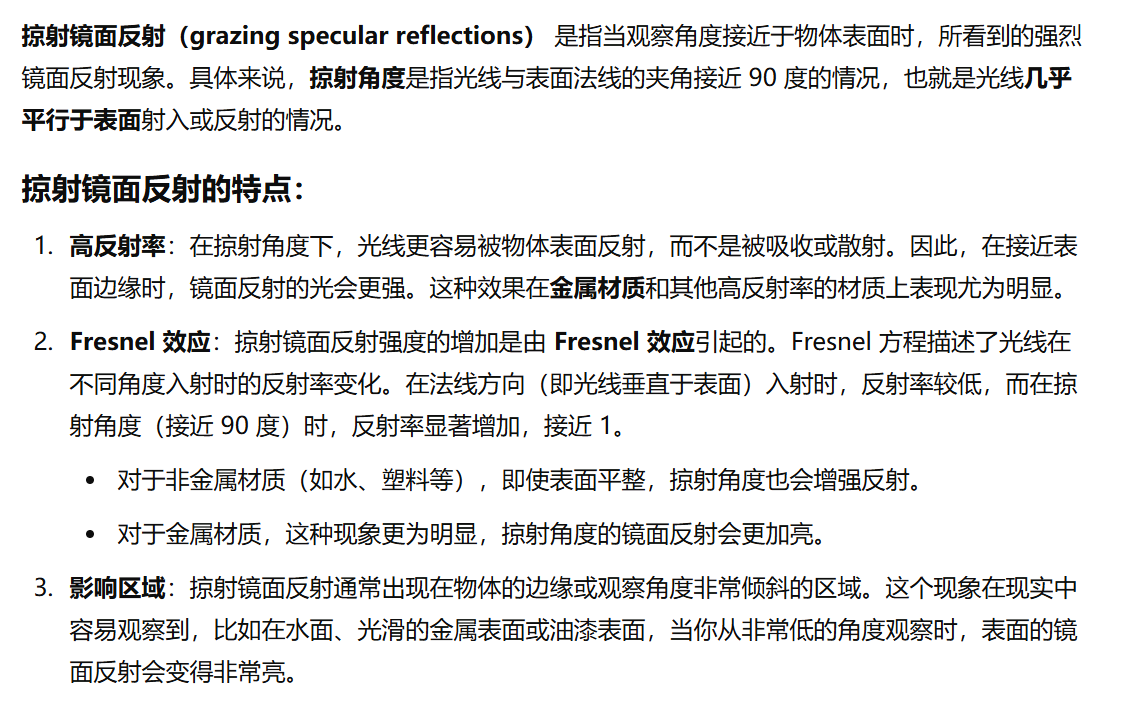 掠射镜面反射（grazing specular reflections） 是指当观察角度接近于物体表面时，所看到的强烈
镜面反射现象。具体来说，掠射角度是指光线与表面法线的夹角接近 90 度的情况，也就是光线几乎
平行于表面射入或反射的情况。
掠射镜面反射的特点：
1. 高反射率：在掠射角度下，光线更容易被物体表面反射，而不是被吸收或散射。因此，在接近表
面边缘时，镜面反射的光会更强。这种效果在金属材质和其他高反射率的材质上表现尤为明显。
2. Fresnel 效应：掠射镜面反射强度的增加是由 Fresnel 效应引起的。Fresnel 方程描述了光线在
不同角度入射时的反射率变化。在法线方向（即光线垂直于表面）入射时，反射率较低，而在掠
射角度（接近 90 度）时，反射率显著增加，接近 1。
• 对于非金属材质（如水、塑料等），即使表面平整，掠射角度也会增强反射。
• 对于金属材质，这种现象更为明显，掠射角度的镜面反射会更加亮。
3. 影响区域：掠射镜面反射通常出现在物体的边缘或观察角度非常倾斜的区域。这个现象在现实中
容易观察到，比如在水面、光滑的金属表面或油漆表面，当你从非常低的角度观察时，表面的镜
面反射会变得非常亮。